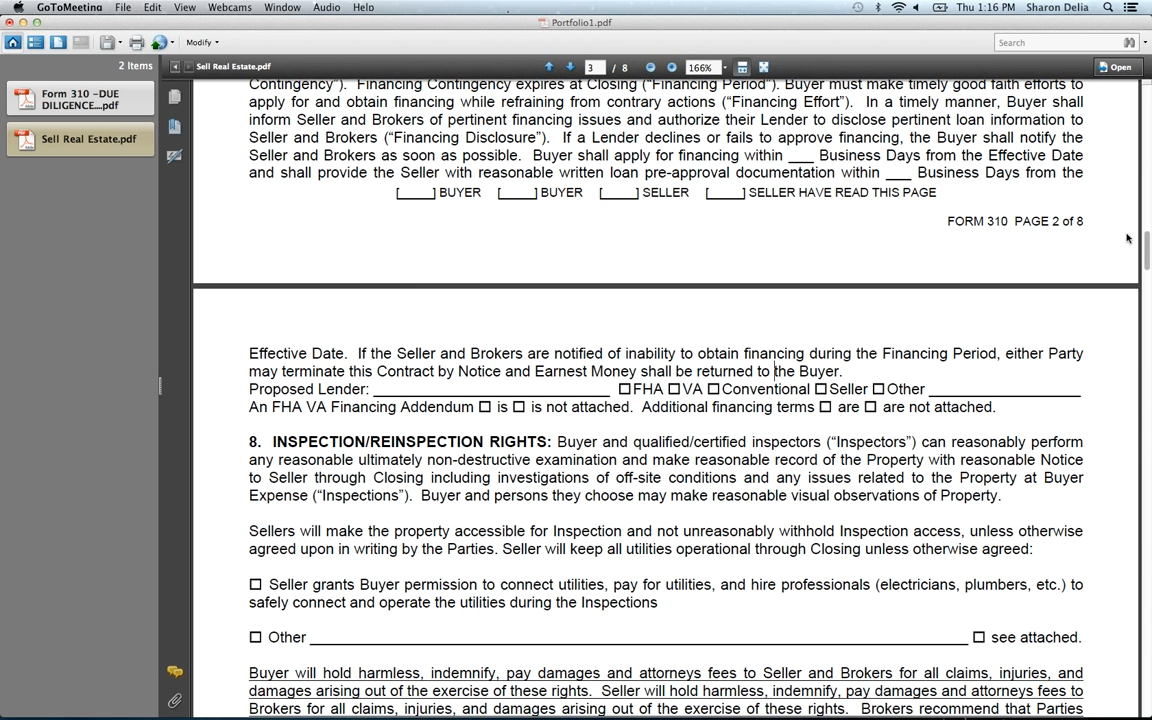 GoToMeeting File Edit View Webcams Window Audio Help Thu 1:16 PM Sharon Delia
Portfolio1.pdf
Modify Search
2 Items Sell Real Estate.pdf 3 / 8 166% Open
Form 310 -DUE
DILIGENCE....pdf
Sell Real Estate.pdf
Contingency"). Financing Contingency expires at Closing ("Financing Period"). Buyer must make timely good faith efforts to
apply for and obtain financing while refraining from contrary actions ("Financing Effort"). In a timely manner, Buyer shall
inform Seller and Brokers of pertinent financing issues and authorize their Lender to disclose pertinent loan information to
Seller and Brokers ("Financing Disclosure"). If a Lender declines or fails to approve financing, the Buyer shall notify the
Seller and Brokers as soon as possible. Buyer shall apply for financing within ___ Business Days from the Effective Date
and shall provide the Seller with reasonable written loan pre-approval documentation within ___ Business Days from the
[_____] BUYER [_____] BUYER [_____] SELLER [_____] SELLER HAVE READ THIS PAGE
FORM 310 PAGE 2 of 8
Effective Date. If the Seller and Brokers are notified of inability to obtain financing during the Financing Period, either Party
may terminate this Contract by Notice and Earnest Money shall be returned to the Buyer.
Proposed Lender: ____________________________ ☐FHA ☐VA ☐Conventional ☐Seller ☐Other __________________
An FHA VA Financing Addendum ☐ is ☐ is not attached. Additional financing terms ☐ are ☐ are not attached.
8. INSPECTION/REINSPECTION RIGHTS: Buyer and qualified/certified inspectors ("Inspectors") can reasonably perform
any reasonable ultimately non-destructive examination and make reasonable record of the Property with reasonable Notice
to Seller through Closing including investigations of off-site conditions and any issues related to the Property at Buyer
Expense ("Inspections"). Buyer and persons they choose may make reasonable visual observations of Property.
Sellers will make the property accessible for Inspection and not unreasonably withhold Inspection access, unless otherwise
agreed upon in writing by the Parties. Seller will keep all utilities operational through Closing unless otherwise agreed:
☐ Seller grants Buyer permission to connect utilities, pay for utilities, and hire professionals (electricians, plumbers, etc.) to
safely connect and operate the utilities during the Inspections
☐ Other ____________________________________________________________ ☐ see attached.
Buyer will hold harmless, indemnify, pay damages and attorneys fees to Seller and Brokers for all claims, injuries, and
damages arising out of the exercise of these rights. Seller will hold harmless, indemnify, pay damages and attorneys fees to
Brokers for all claims, injuries, and damages arising out of the exercise of these rights. Brokers recommend that Parties